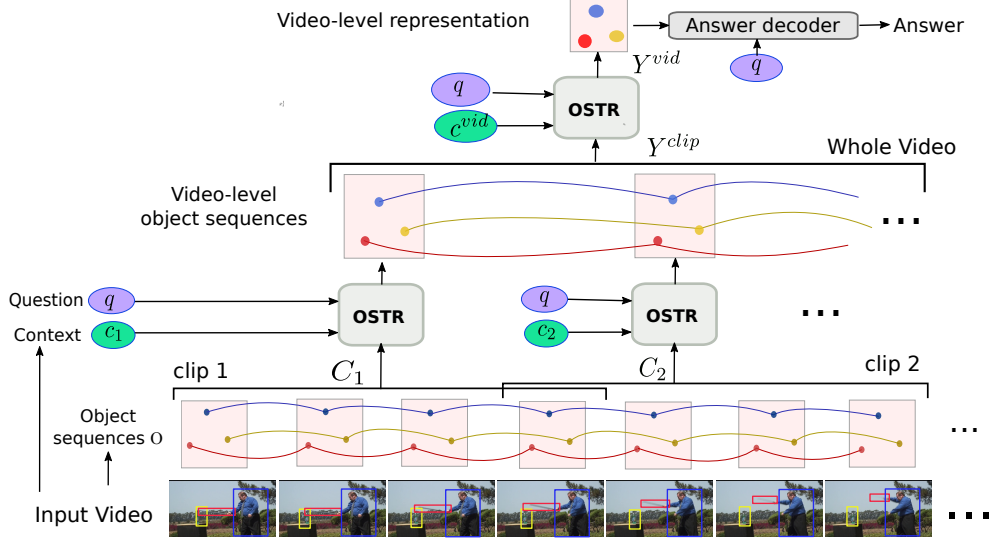 Video-level representation
Answer decoder
Answer
q
Y^{vid}
q
c^{vid}
OSTR
Y^{clip}
Whole Video
Video-level
object sequences
...
Question
q
OSTR
q
OSTR
Context
c_1
c_2
...
clip 1
C_1
C_2
clip 2
Object
sequences O
...
Input Video
...